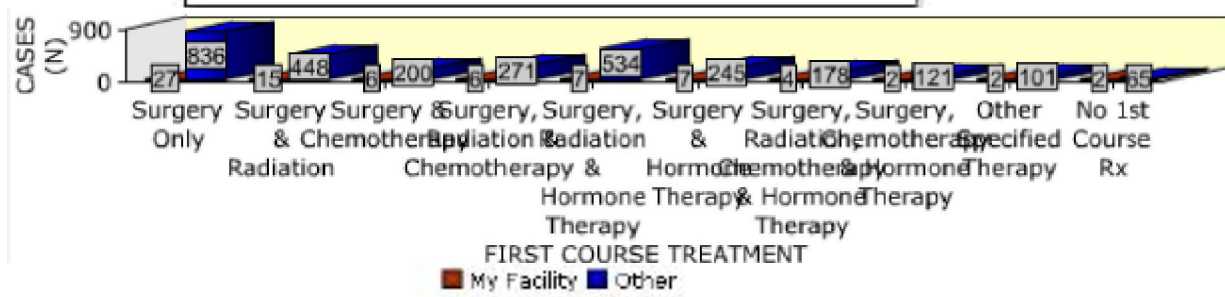 CASES
(N)
900
0
27 836 15 448 6 200 6 271 7 534 7 245 4 178 2 121 2 101 2 65
Surgery Only
Surgery & Radiation
Surgery & Chemotherapy
Surgery, Radiation & Chemotherapy
Surgery, Radiation & Hormone Therapy
Surgery & Hormone Therapy
Surgery, Radiation, Chemotherapy & Hormone Therapy
Surgery, Chemotherapy & Hormone Therapy
Other Specified Therapy
No 1st Course Rx
FIRST COURSE TREATMENT
My Facility Other